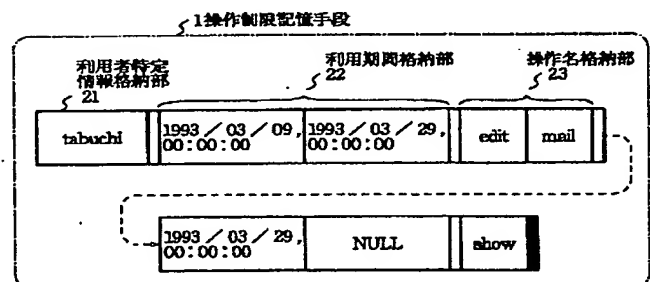 1操作制限記憶手段
利用者特定
情報格納部
21
利用期間格納部
22
操作名格納部
23
tabuchi
1993/03/09,
00:00:00
1993/03/29,
00:00:00
edit
mail
1993/03/29,
00:00:00
NULL
show